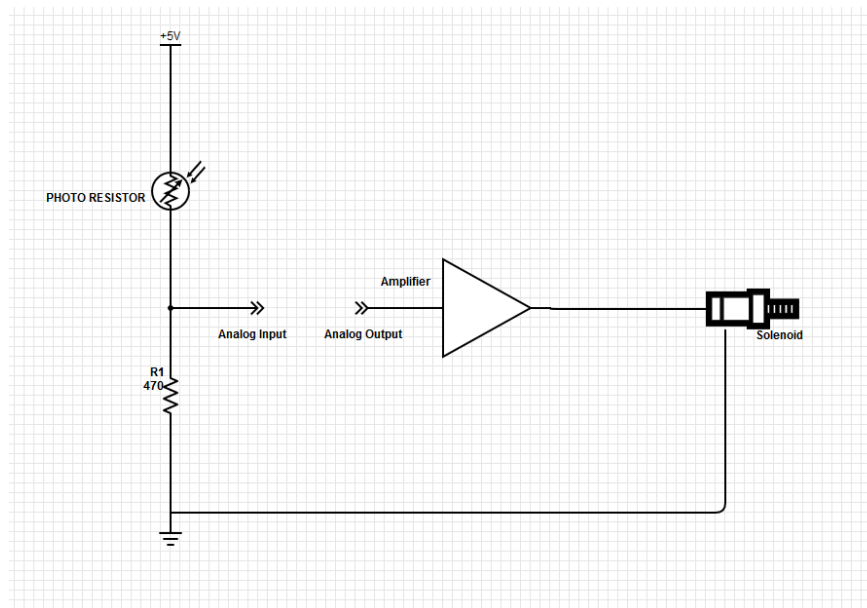 +5V
PHOTO RESISTOR
Amplifier
Analog Input
Analog Output
Solenoid
R1
470